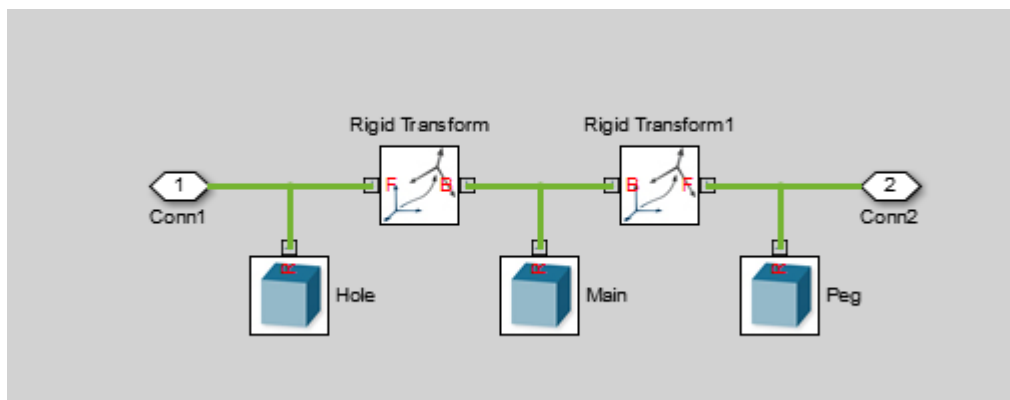 Rigid Transform
Rigid Transform1
1
F
B
B
F
2
Conn1
Conn2
R
Hole
R
Main
R
Peg